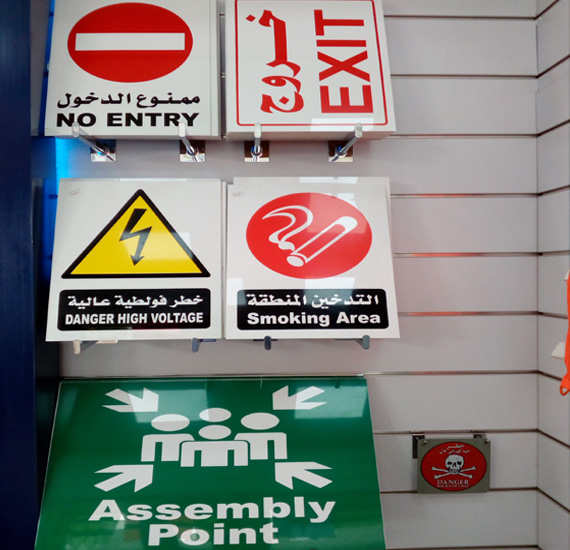 ممنوع الدخول
NO ENTRY
خروج
EXIT
خطر فولطية عالية
DANGER HIGH VOLTAGE
التدخين المنطقة
Smoking Area
Assembly
Point
خطر
DANGER